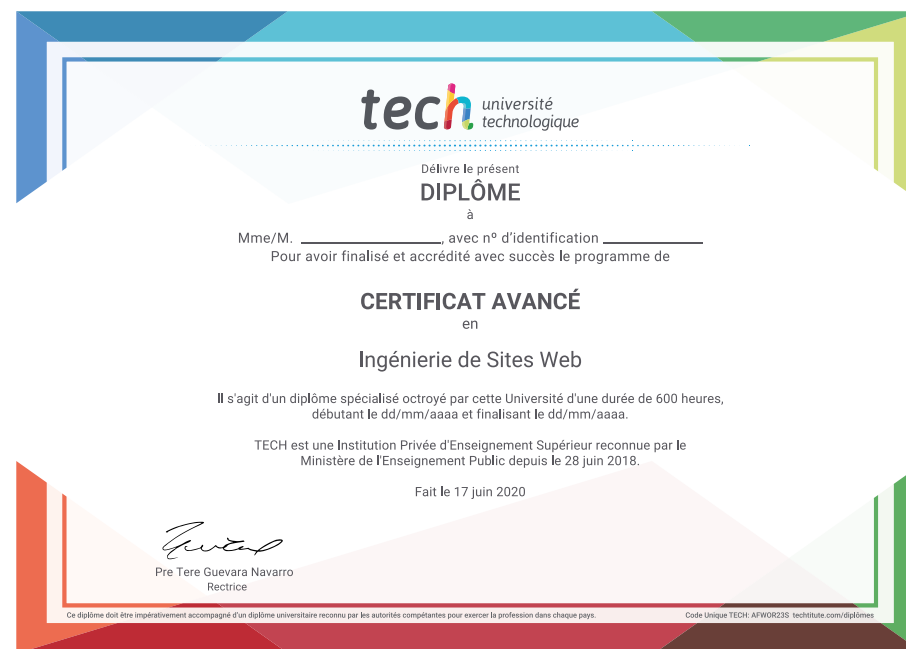 tech université
technologique
Délivre le présent
DIPLÔME
à
Mme/M. ____________________, avec nº d'identification ______________
Pour avoir finalisé et accrédité avec succès le programme de
CERTIFICAT AVANCÉ
en
Ingénierie de Sites Web
Il s'agit d'un diplôme spécialisé octroyé par cette Université d'une durée de 600 heures,
débutant le dd/mm/aaaa et finalisant le dd/mm/aaaa.
TECH est une Institution Privée d'Enseignement Supérieur reconnue par le
Ministère de l'Enseignement Public depuis le 28 juin 2018.
Fait le 17 juin 2020
Pre Tere Guevara Navarro
Rectrice
Ce diplôme doit être impérativement accompagné d'un diplôme universitaire reconnu par les autorités compétantes pour exercer la profession dans chaque pays.
Code Unique TECH: AFWOR23S techtitute.com/diplômes